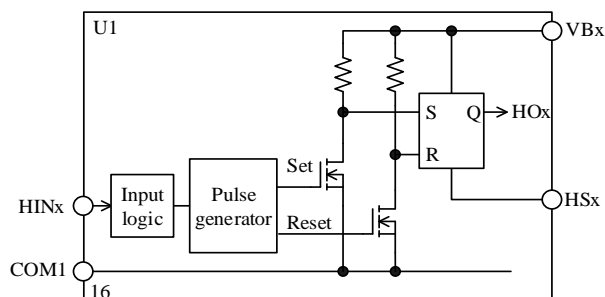 U1
VBx
S
Q
HOx
R
Set
Input
logic
Pulse
generator
HINx
HSx
Reset
COM1
16